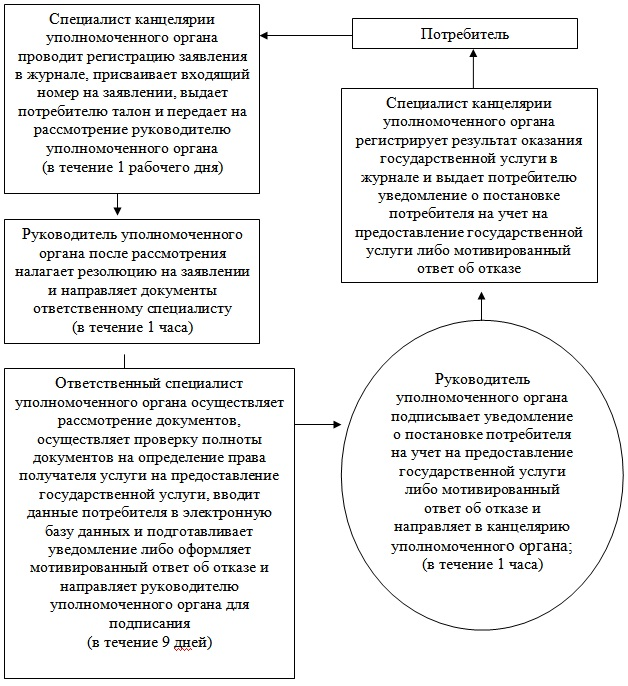 Потребитель
Специалист канцелярии
уполномоченного органа
проводит регистрацию заявления
в журнале, присваивает входящий
номер на заявлении, выдает
потребителю талон и передает на
рассмотрение руководителю
уполномоченного органа
(в течение 1 рабочего дня)
Руководитель уполномоченного
органа после рассмотрения
налагает резолюцию на заявлении
и направляет документы
ответственному специалисту
(в течение 1 часа)
Ответственный специалист
уполномоченного органа осуществляет
рассмотрение документов,
осуществляет проверку полноты
документов на определение права
получателя услуги на предоставление
государственной услуги, вводит
данные потребителя в электронную
базу данных и подготавливает
уведомление либо оформляет
мотивированный ответ об отказе и
направляет руководителю
уполномоченного органа для
подписания
(в течение 9 дней)
Руководитель
уполномоченного органа
подписывает уведомление
о постановке потребителя
на учет на предоставление
государственной услуги
либо мотивированный
ответ об отказе и
направляет в канцелярию
уполномоченного органа;
(в течение 1 часа)
Специалист канцелярии
уполномоченного органа
регистрирует результат оказания
государственной услуги в
журнале и выдает потребителю
уведомление о постановке
потребителя на учет на
предоставление государственной
услуги либо мотивированный
ответ об отказе